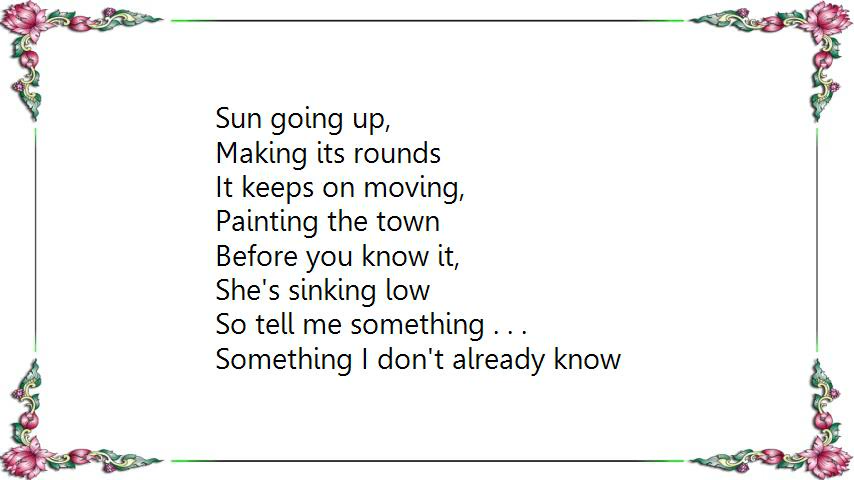 Sun going up,
Making its rounds
It keeps on moving,
Painting the town
Before you know it,
She's sinking low
So tell me something . . .
Something I don't already know